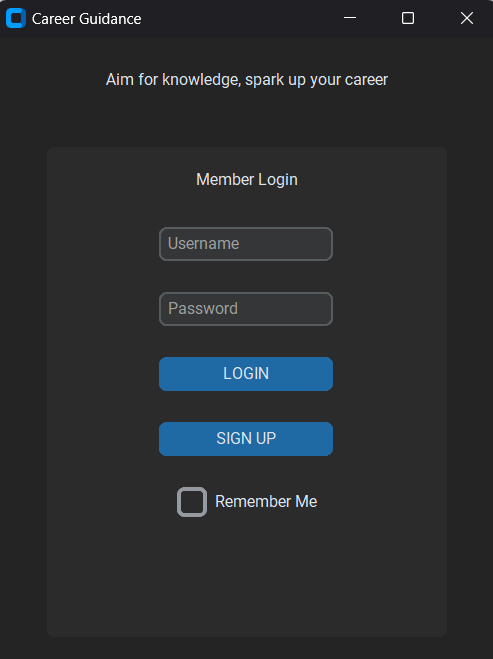 Career Guidance
Aim for knowledge, spark up your career
Member Login
Username
Password
LOGIN
SIGN UP
Remember Me